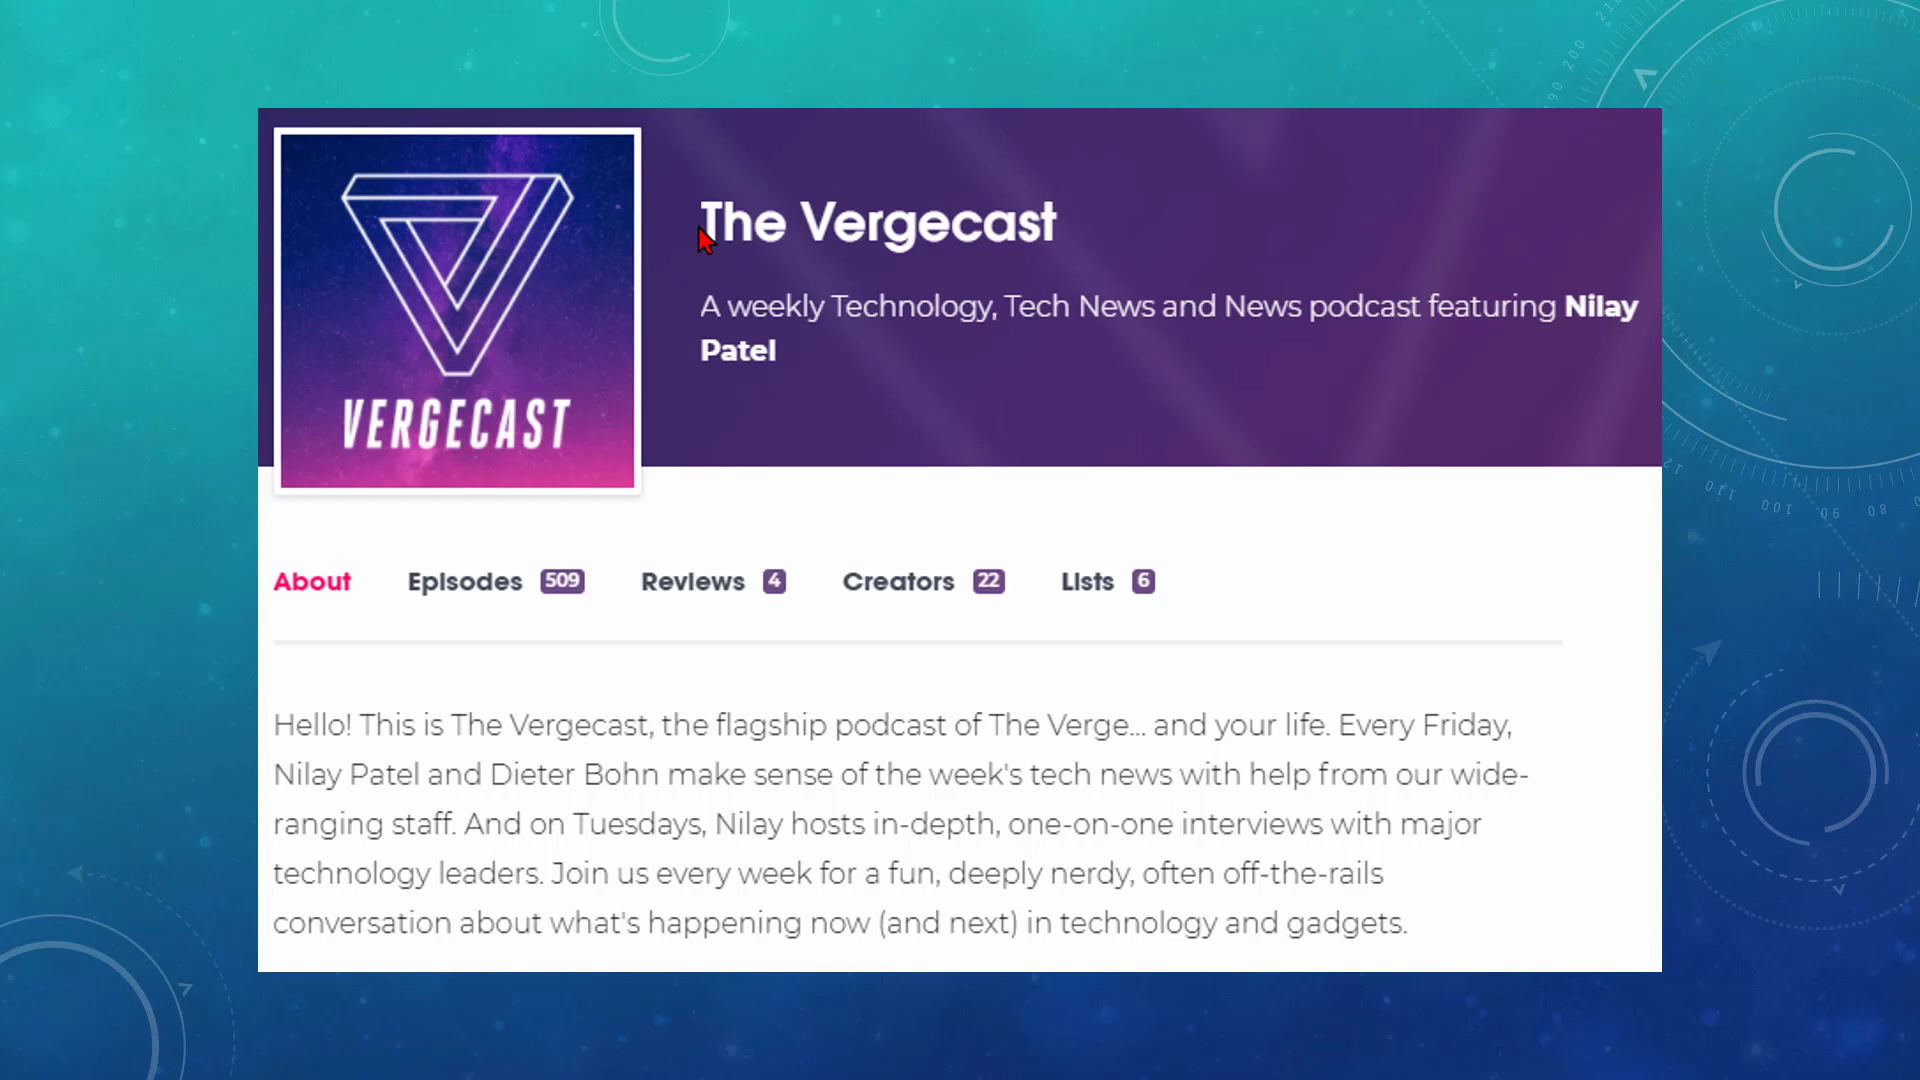 VERGECAST
The Vergecast
A weekly Technology, Tech News and News podcast featuring Nilay
Patel
About Episodes 509 Reviews 4 Creators 22 Lists 6
Hello! This is The Vergecast, the flagship podcast of The Verge... and your life. Every Friday,
Nilay Patel and Dieter Bohn make sense of the week's tech news with help from our wide-
ranging staff. And on Tuesdays, Nilay hosts in-depth, one-on-one interviews with major
technology leaders. Join us every week for a fun, deeply nerdy, often off-the-rails
conversation about what's happening now (and next) in technology and gadgets.
200
110
100
90
80